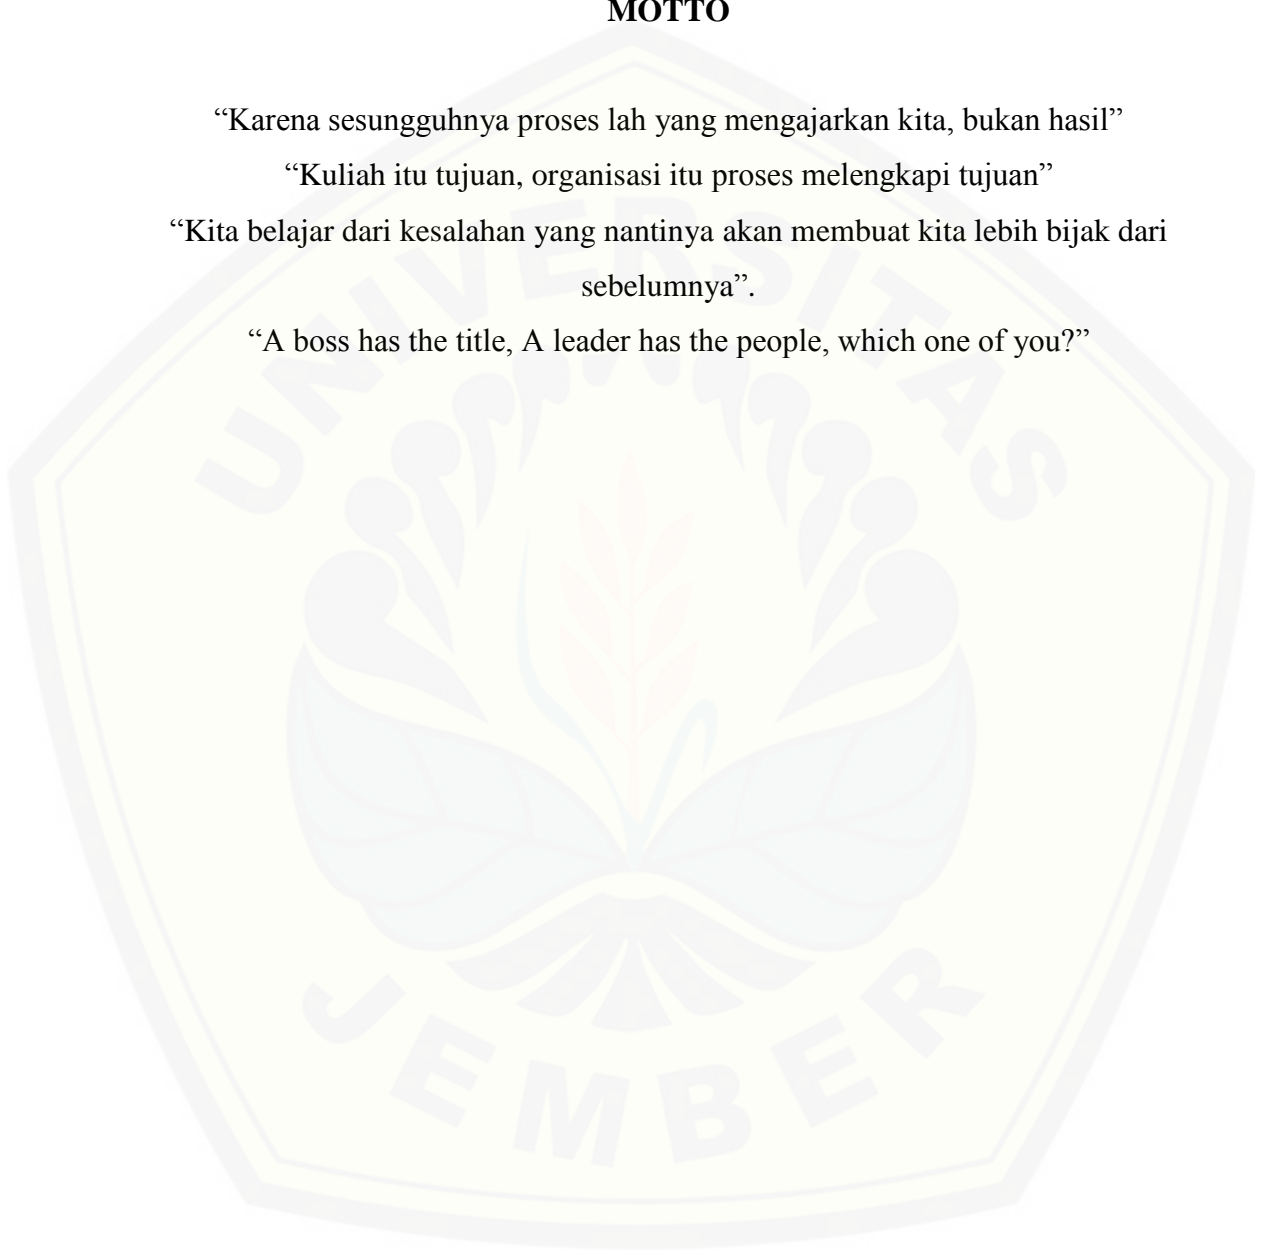 MOTTO
“Karena sesungguhnya proses lah yang mengajarkan kita, bukan hasil”
“Kuliah itu tujuan, organisasi itu proses melengkapi tujuan”
“Kita belajar dari kesalahan yang nantinya akan membuat kita lebih bijak dari
sebelumnya”.
“A boss has the title, A leader has the people, which one of you?”
UNIVERSITAS
JEMBER